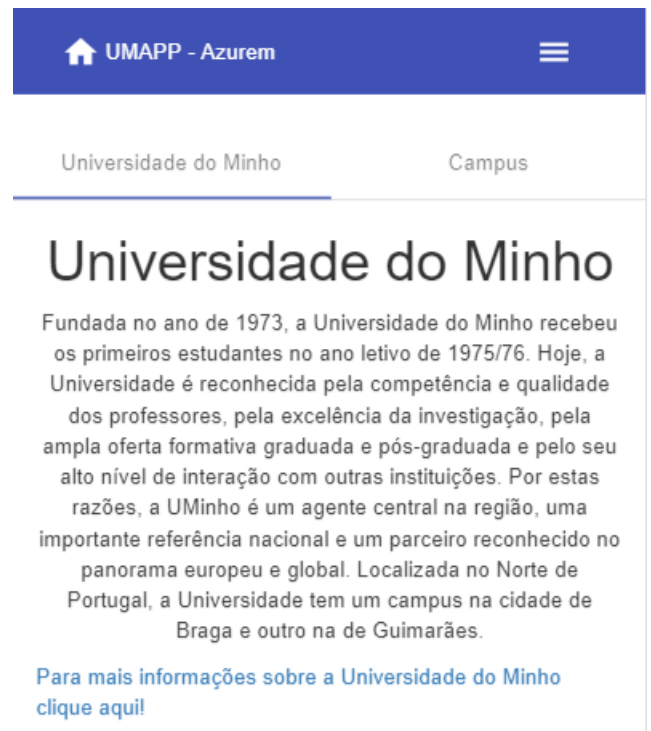 UMAPP - Azurem
Universidade do Minho
Campus
Universidade do Minho
Fundada no ano de 1973, a Universidade do Minho recebeu
os primeiros estudantes no ano letivo de 1975/76. Hoje, a
Universidade é reconhecida pela competência e qualidade
dos professores, pela excelência da investigação, pela
ampla oferta formativa graduada e pós-graduada e pelo seu
alto nível de interação com outras instituições. Por estas
razões, a UMinho é um agente central na região, uma
importante referência nacional e um parceiro reconhecido no
panorama europeu e global. Localizada no Norte de
Portugal, a Universidade tem um campus na cidade de
Braga e outro na de Guimarães.
Para mais informações sobre a Universidade do Minho
clique aqui!